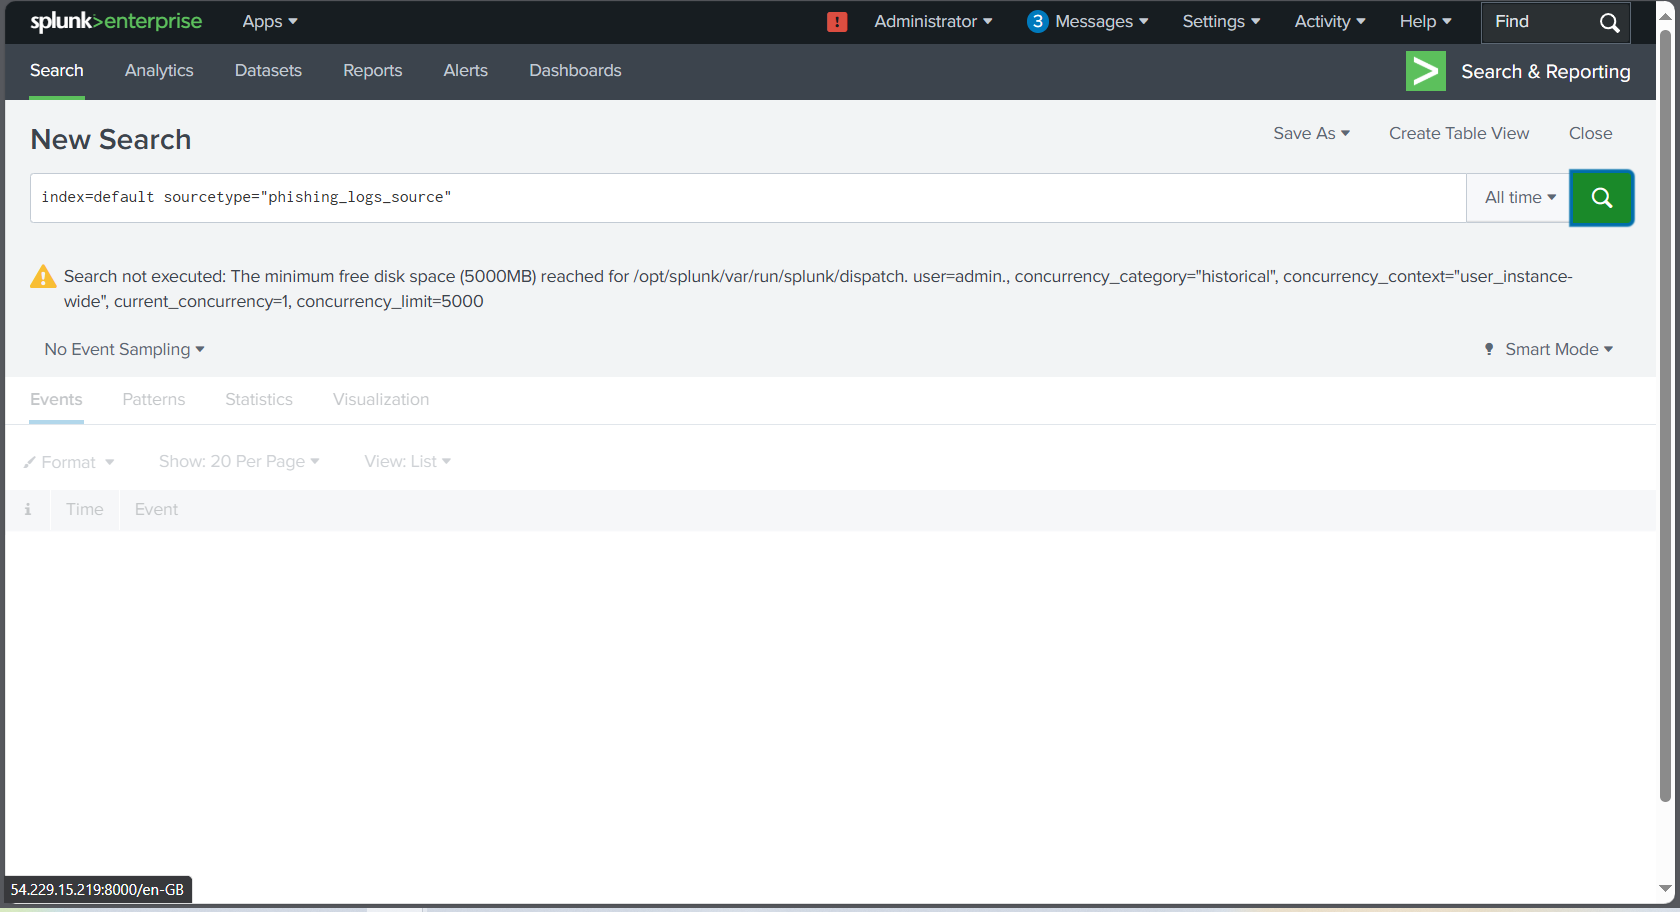 splunk>enterprise Apps Administrator 3 Messages Settings Activity Help Find
Search Analytics Datasets Reports Alerts Dashboards Search & Reporting
New Search Save As Create Table View Close
index=default sourcetype="phishing_logs_source" All time
Search not executed: The minimum free disk space (5000MB) reached for /opt/splunk/var/run/splunk/dispatch. user=admin., concurrency_category="historical", concurrency_context="user_instance-
wide", current_concurrency=1, concurrency_limit=5000
No Event Sampling Smart Mode
Events Patterns Statistics Visualization
Format Show: 20 Per Page View: List
i Time Event
54.229.15.219:8000/en-GB